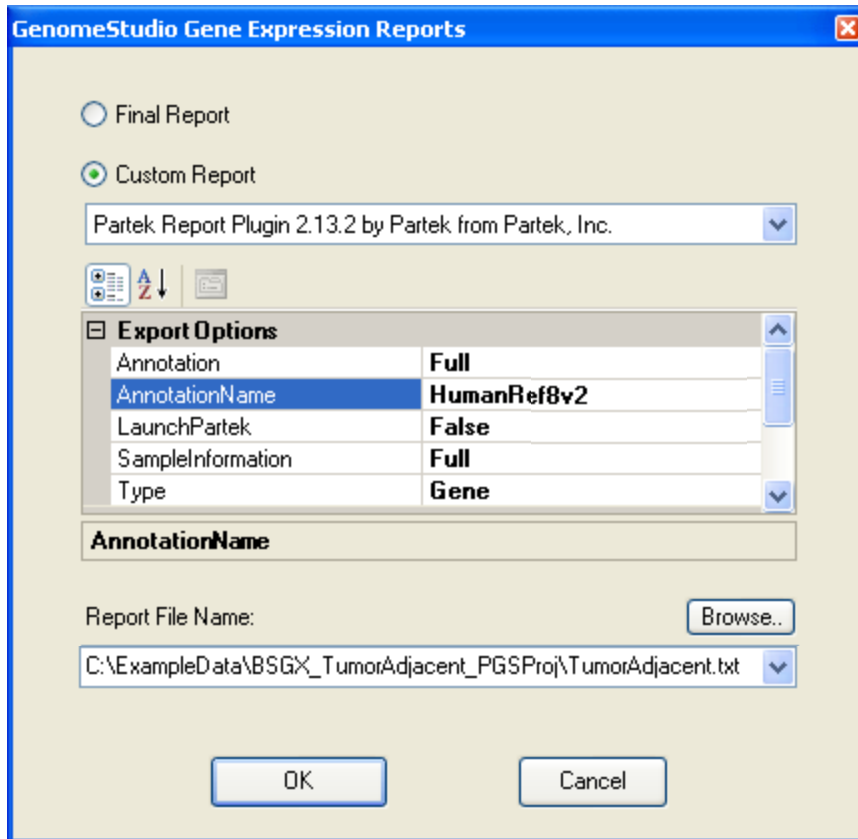 GenomeStudio Gene Expression Reports
Final Report
Custom Report
Partek Report Plugin 2.13.2 by Partek from Partek, Inc.
A
Z
Export Options
Annotation Full
AnnotationName HumanRef8v2
LaunchPartek False
SampleInformation Full
Type Gene
AnnotationName
Report File Name: Browse..
C:\ExampleData\BSGX_TumorAdjacent_PGSProj\TumorAdjacent.txt
OK Cancel